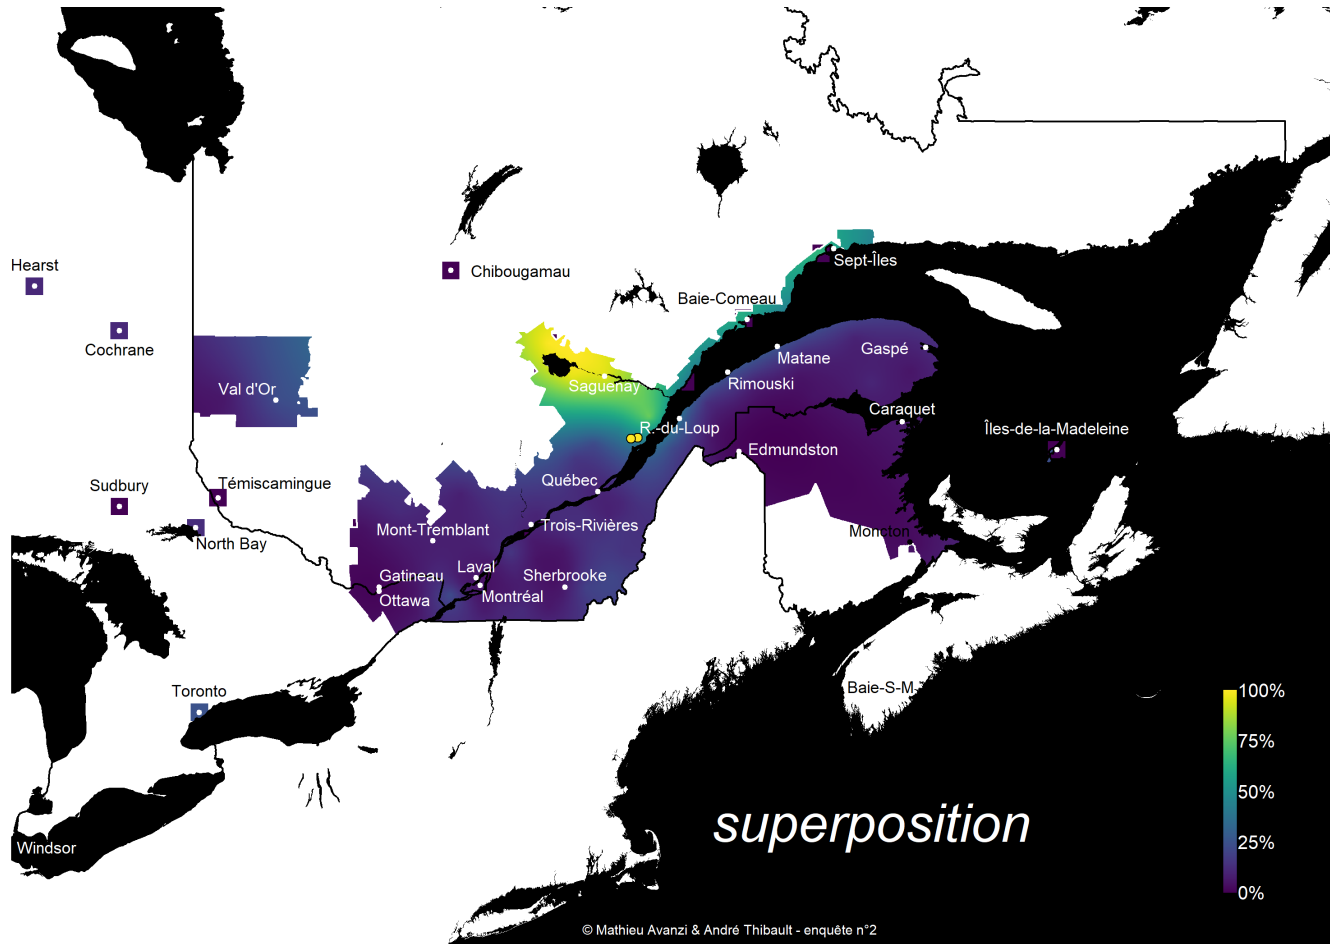 Hearst
Chibougamau
Sept-Îles
Baie-Comeau
Cochrane
Matane
Gaspé
Saguenay
Rimouski
Val d'Or
Caraquet
R.-du-Loup
Îles-de-la-Madeleine
Edmundston
Sudbury
Témiscamingue
Québec
Mont-Tremblant
Trois-Rivières
Moncton
North Bay
Laval
Gatineau
Sherbrooke
Ottawa
Montréal
Toronto
Baie-S-M-
100%
75%
50%
superposition
25%
Windsor
0%
© Mathieu Avanzi & André Thibault - enquête n°2